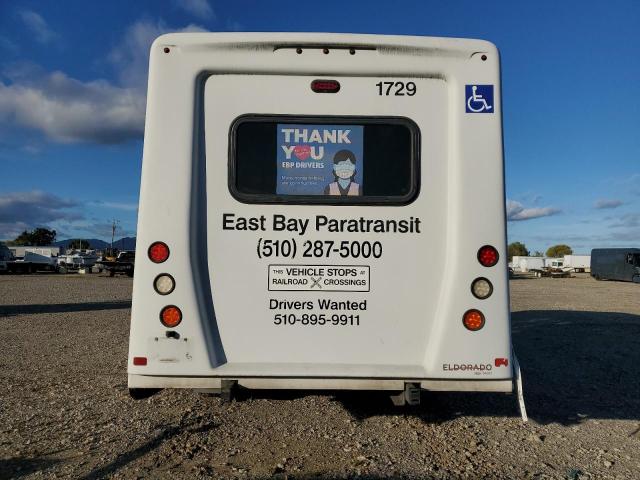 1729
THANK
YOU
EBP DRIVERS
East Bay Paratransit
(510) 287-5000
THIS VEHICLE STOPS AT
RAILROAD CROSSINGS
Drivers Wanted
510-895-9911
ELDORADO